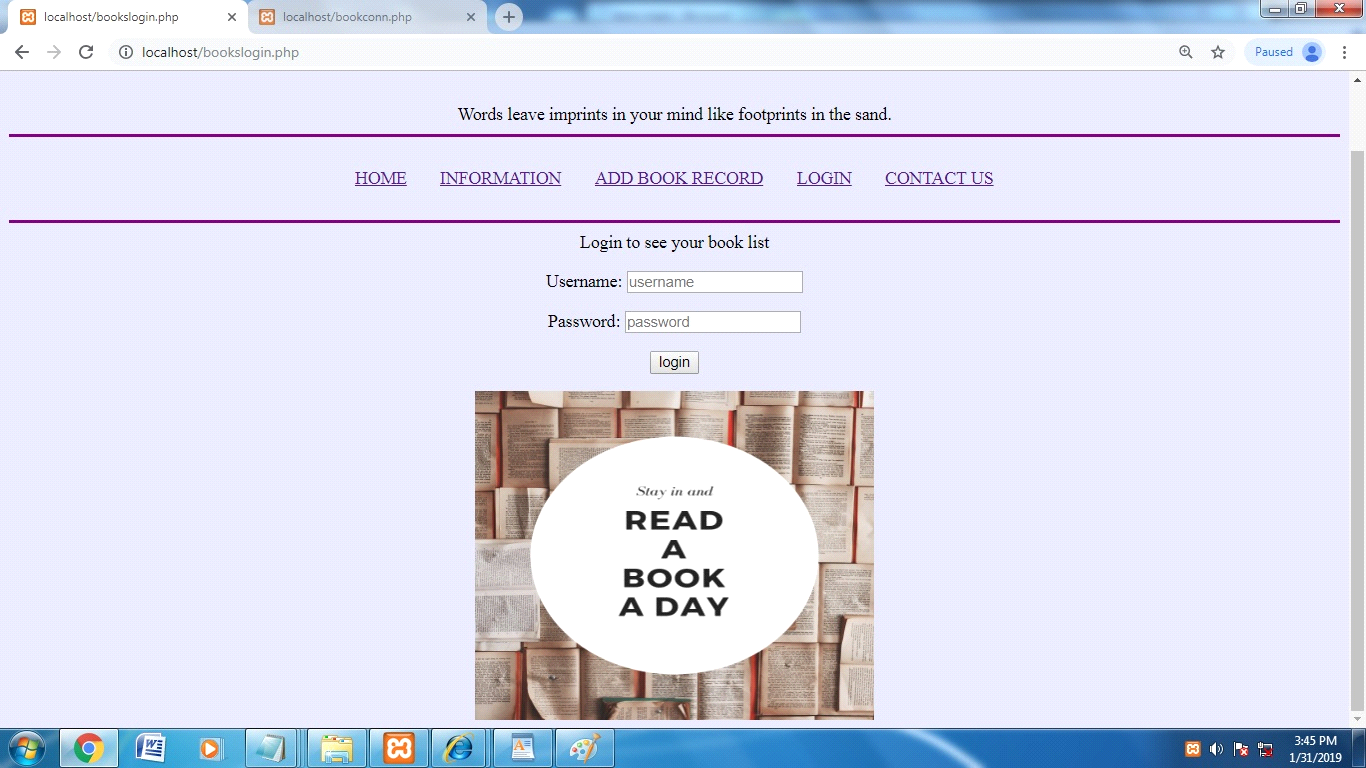 localhost/bookslogin.php
localhost/bookconn.php
localhost/bookslogin.php
Paused
Words leave imprints in your mind like footprints in the sand.
HOME INFORMATION ADD BOOK RECORD LOGIN CONTACT US
Login to see your book list
Username: username
Password: password
login
Stay in and
READ
A
BOOK
A DAY
3:45 PM
1/31/2019